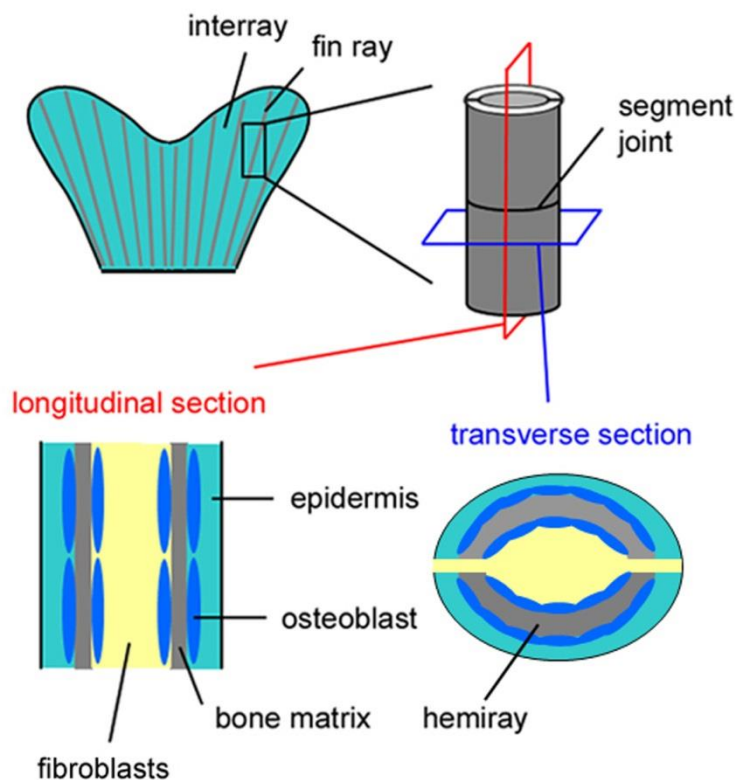 interray
fin ray
segment
joint
longitudinal section
transverse section
epidermis
osteoblast
bone matrix
hemiray
fibroblasts